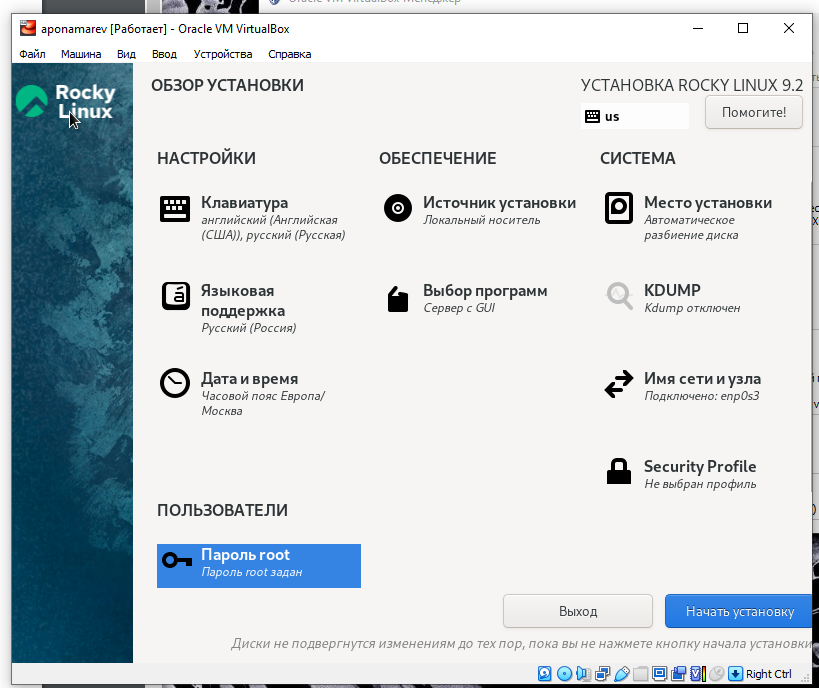 Oracle VM VirtualBox Менеджер
aponamarev [Работает] - Oracle VM VirtualBox
Файл Машина Вид Ввод Устройства Справка
Rocky
Linux
ОБЗОР УСТАНОВКИ
УСТАНОВКА ROCKY LINUX 9.2
us
Помогите!
НАСТРОЙКИ
Клавиатура
английский (Английская
(США)), русский (Русская)
Языковая
поддержка
Русский (Россия)
Дата и время
Часовой пояс Европа/
Москва
ОБЕСПЕЧЕНИЕ
Источник установки
Локальный носитель
Выбор программ
Сервер с GUI
СИСТЕМА
Место установки
Автоматическое
разбиение диска
KDUMP
Kdump отключен
Имя сети и узла
Подключено: enp0s3
Security Profile
Не выбран профиль
ПОЛЬЗОВАТЕЛИ
Пароль root
Пароль root задан
Выход
Начать установку
Диски не подвергнутся изменениям до тех пор, пока вы не нажмете кнопку начала установки
Right Ctrl